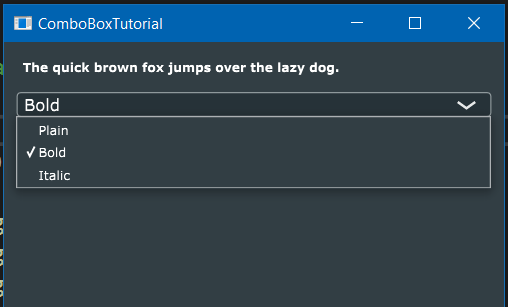 ComboBoxTutorial
The quick brown fox jumps over the lazy dog.
Bold
Plain
Bold
Italic